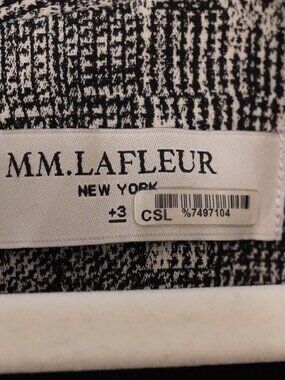 MM.LAFLEUR
NEW YORK
+3
CSL %7497104